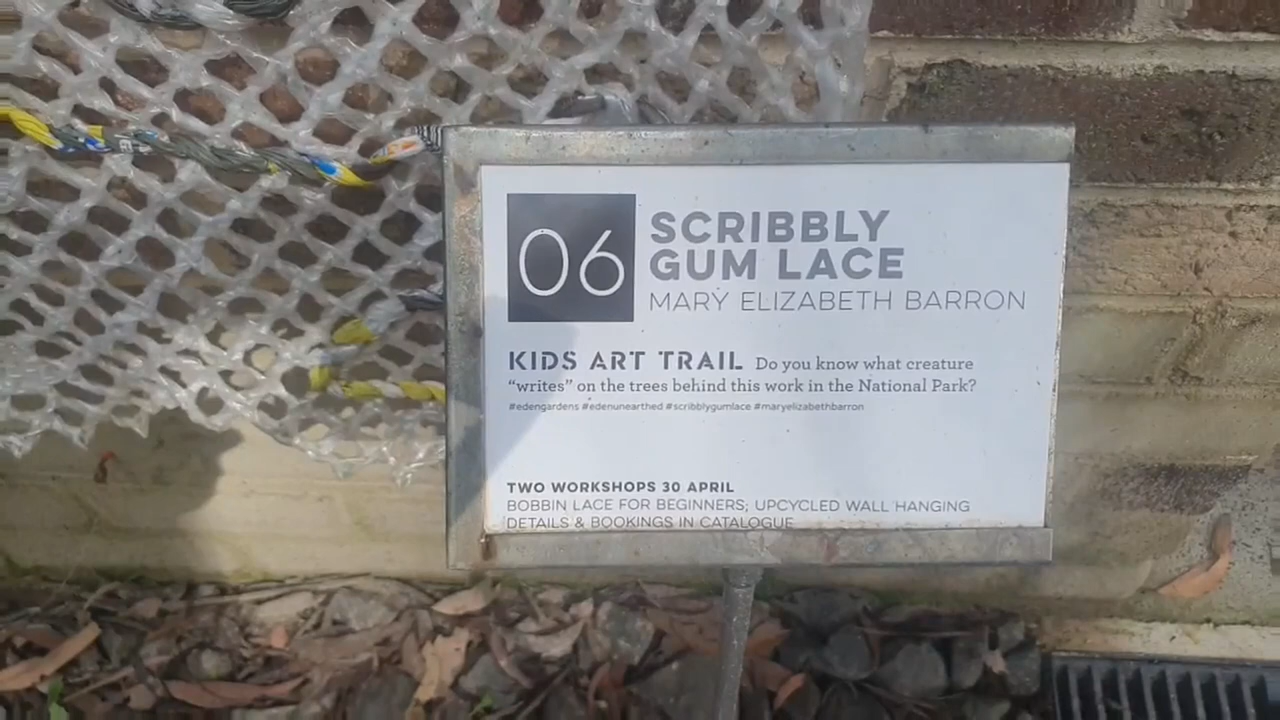 06
SCRIBBLY
GUM LACE
MARY ELIZABETH BARRON
KIDS ART TRAIL Do you know what creature
“writes” on the trees behind this work in the National Park?
#edengardens #edenunearthed #scribblygumlace #maryelizabethbarron
TWO WORKSHOPS 30 APRIL
BOBBIN LACE FOR BEGINNERS; UPCYCLED WALL HANGING
DETAILS & BOOKINGS IN CATALOGUE